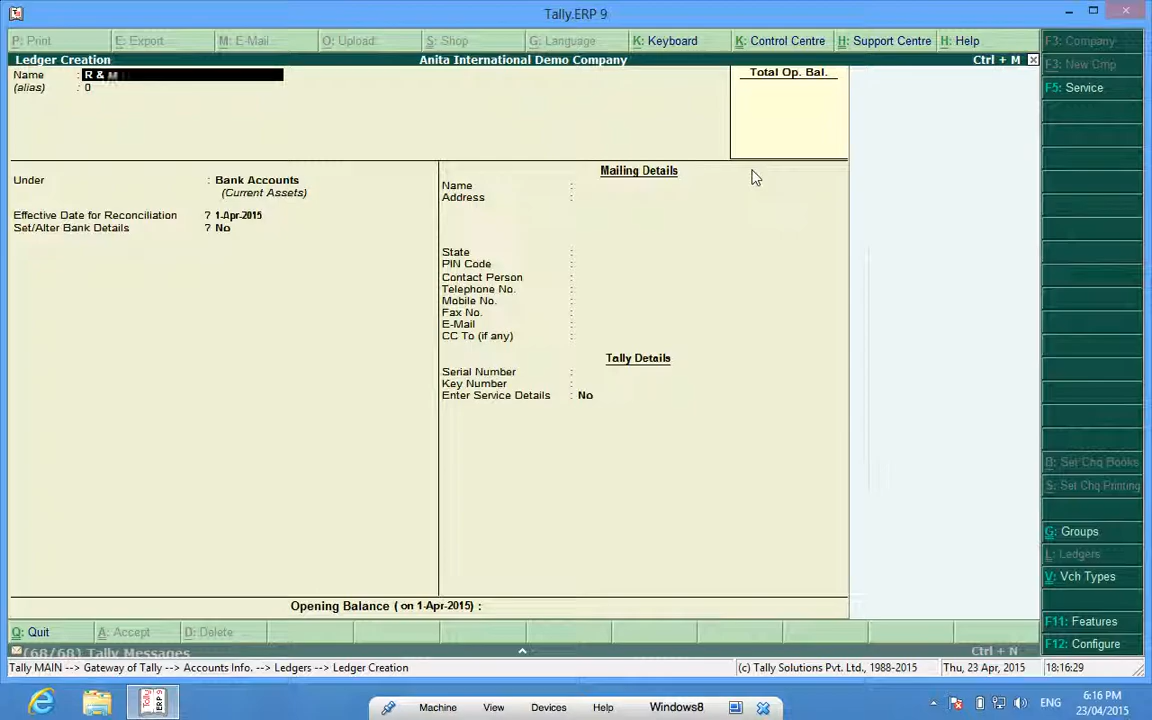 Tally.ERP 9
P: Print E: Export M: E-Mail O: Upload S: Shop G: Language K: Keyboard K: Control Centre H: Support Centre H: Help
F3: Company
Ledger Creation Anita International Demo Company Ctrl + M
F3: New Cmp
Name : R & M
Total Op. Bal.
(alias) : 0
F5: Service
Mailing Details
Under : Bank Accounts
(Current Assets)
Name :
Address :
Effective Date for Reconciliation ? 1-Apr-2015
Set/Alter Bank Details ? No
State :
PIN Code :
Contact Person :
Telephone No. :
Mobile No. :
Fax No. :
E-Mail :
CC To (if any) :
Tally Details
Serial Number :
Key Number :
Enter Service Details : No
B: Set Chq Books
S: Set Chq Printing
G: Groups
L: Ledgers
V: Vch Types
Opening Balance ( on 1-Apr-2015) :
F11: Features
Q: Quit A: Accept D: Delete
F12: Configure
(68/68) Tally Messages Ctrl + N
Tally MAIN --> Gateway of Tally --> Accounts Info. --> Ledgers --> Ledger Creation (c) Tally Solutions Pvt. Ltd., 1988-2015 Thu, 23 Apr, 2015 18:16:29
Tally ERP 9
Machine View Devices Help Windows8
ENG
6:16 PM
23/04/2015